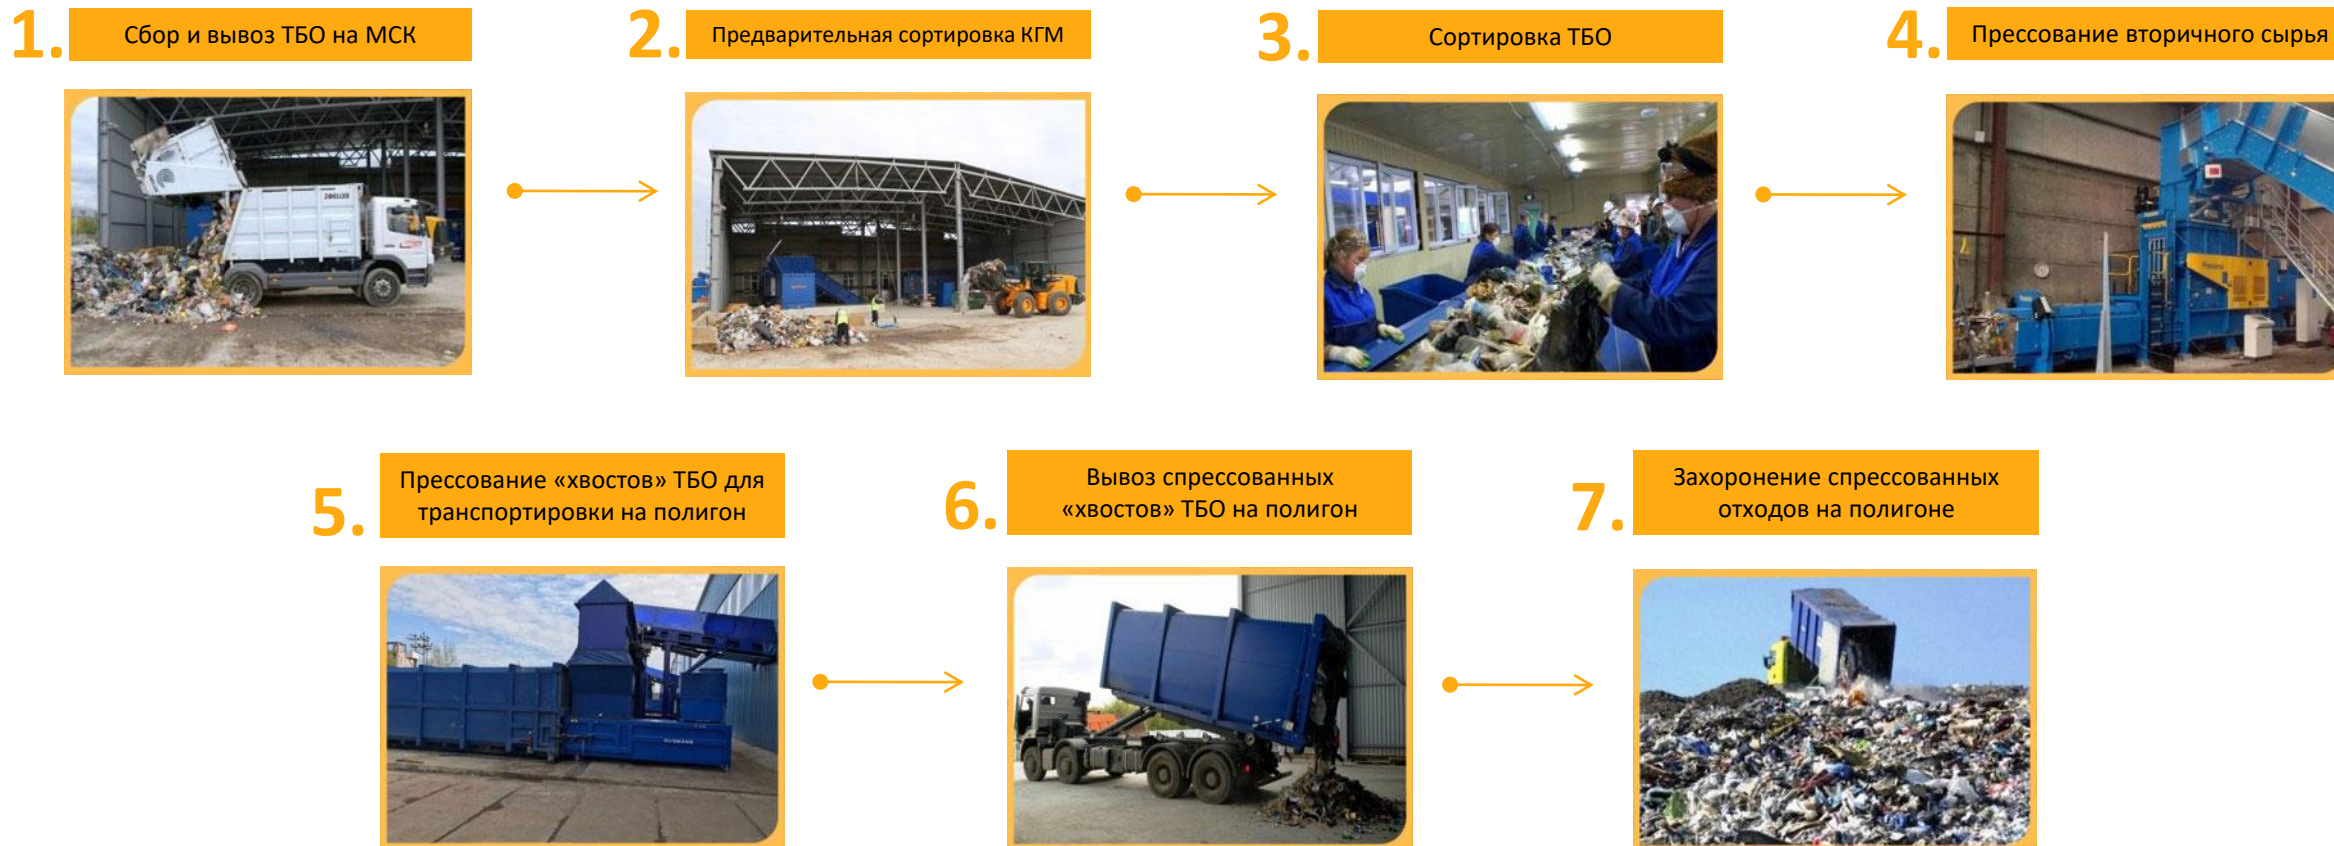 1.
Сбор и вывоз ТБО на МСК
2.
Предварительная сортировка КГМ
3.
Сортировка ТБО
4.
Прессование вторичного сырья
ZOELLER
5.
Прессование «хвостов» ТБО для
транспортировки на полигон
6.
Вывоз спрессованных
«хвостов» ТБО на полигон
7.
Захоронение спрессованных
отходов на полигоне
HUSMANN